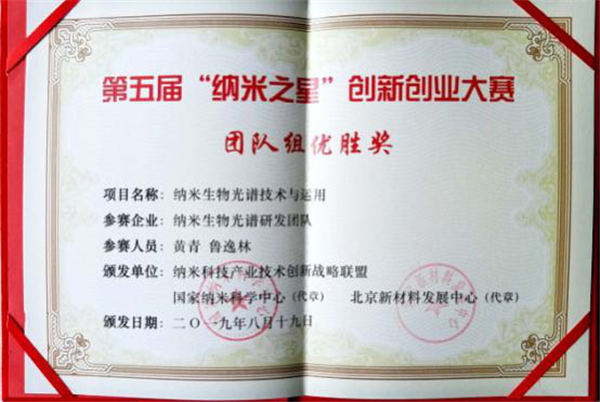 第五届“纳米之星”创新创业大赛
团队组优胜奖
项目名称：纳米生物光谱技术与运用
参赛企业：纳米生物光谱研发团队
参赛人员：黄青 鲁逸林
颁发单位：纳米科技产业技术创新战略联盟
国家纳米科学中心（代章） 北京新材料发展中心（代章）
颁发日期：二〇一九年八月十九日